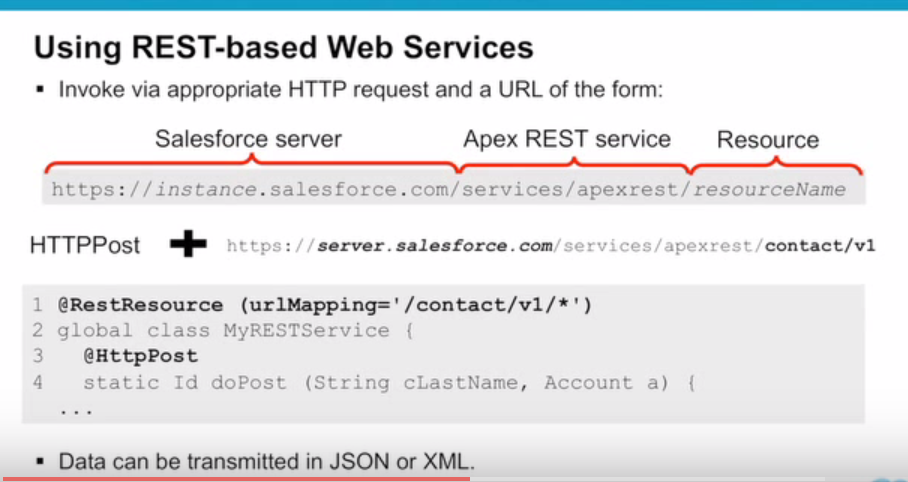 Using REST-based Web Services
▪ Invoke via appropriate HTTP request and a URL of the form:
Salesforce server Apex REST service Resource
https://instance.salesforce.com/services/apexrest/resourceName
HTTPPost + https://server.salesforce.com/services/apexrest/contact/v1
1 @RestResource (urlMapping='/contact/v1/*')
2 global class MyRESTService {
3 @HttpPost
4 static Id doPost (String cLastName, Account a) {
...
▪ Data can be transmitted in JSON or XML.